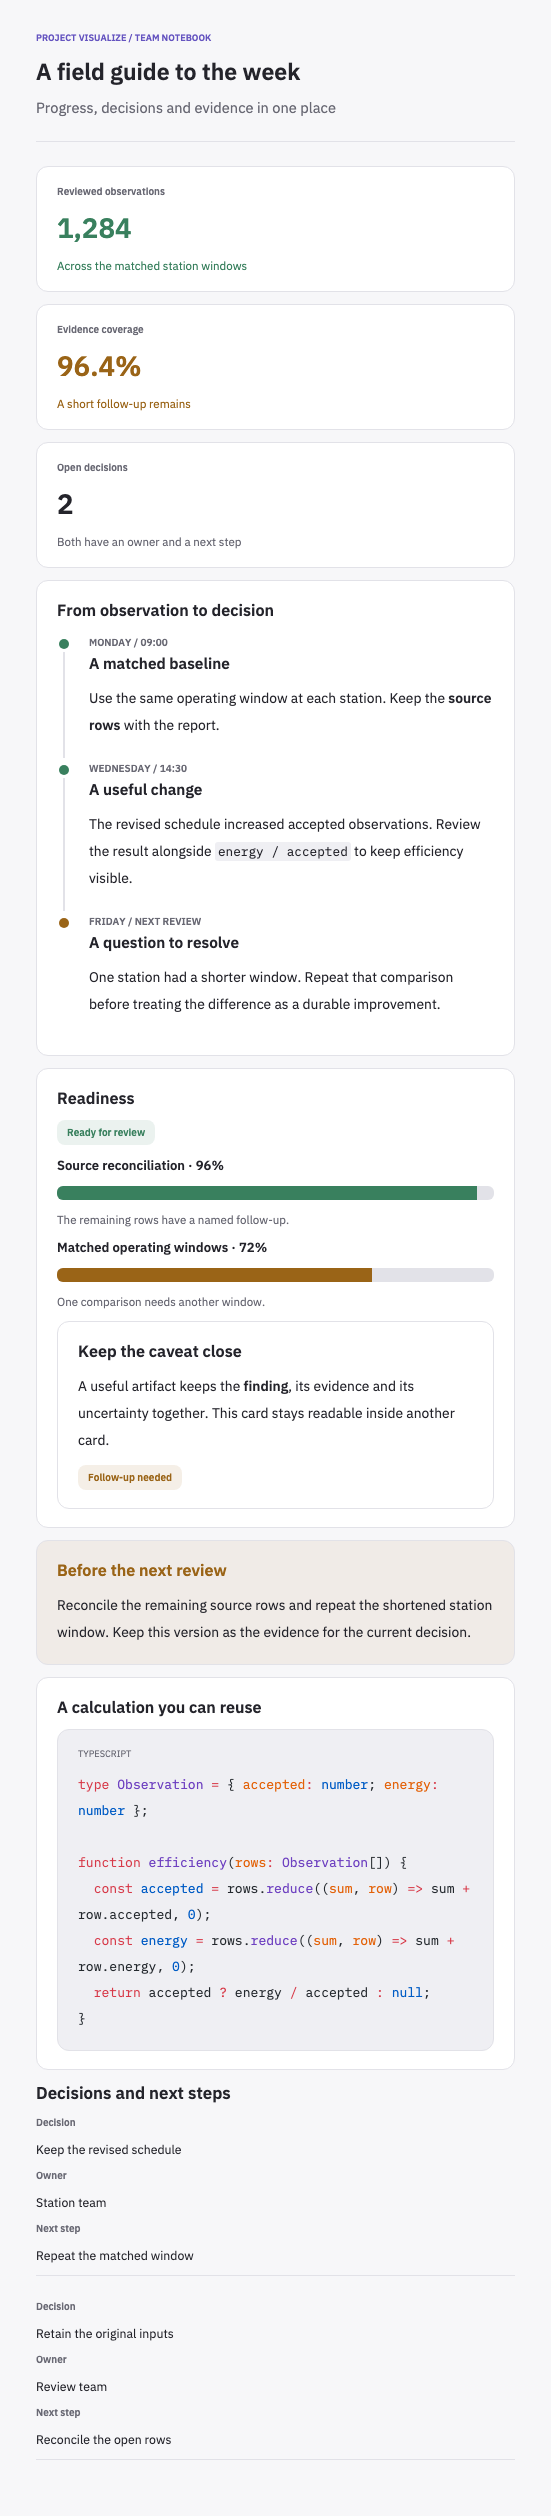 PROJECT VISUALIZE / TEAM NOTEBOOK
A field guide to the week
Progress, decisions and evidence in one place
Reviewed observations
1,284
Across the matched station windows
Evidence coverage
96.4%
A short follow-up remains
Open decisions
2
Both have an owner and a next step
From observation to decision
MONDAY / 09:00
A matched baseline
Use the same operating window at each station. Keep the source
rows with the report.
WEDNESDAY / 14:30
A useful change
The revised schedule increased accepted observations. Review
the result alongside energy / accepted to keep efficiency
visible.
FRIDAY / NEXT REVIEW
A question to resolve
One station had a shorter window. Repeat that comparison
before treating the difference as a durable improvement.
Readiness
Ready for review
Source reconciliation · 96%
The remaining rows have a named follow-up.
Matched operating windows · 72%
One comparison needs another window.
Keep the caveat close
A useful artifact keeps the finding, its evidence and its
uncertainty together. This card stays readable inside another
card.
Follow-up needed
Before the next review
Reconcile the remaining source rows and repeat the shortened station
window. Keep this version as the evidence for the current decision.
A calculation you can reuse
TYPESCRIPT
type Observation = { accepted: number; energy:
number };
function efficiency(rows: Observation[]) {
  const accepted = rows.reduce((sum, row) => sum +
row.accepted, 0);
  const energy = rows.reduce((sum, row) => sum +
row.energy, 0);
  return accepted ? energy / accepted : null;
}
Decisions and next steps
Decision
Keep the revised schedule
Owner
Station team
Next step
Repeat the matched window
Decision
Retain the original inputs
Owner
Review team
Next step
Reconcile the open rows